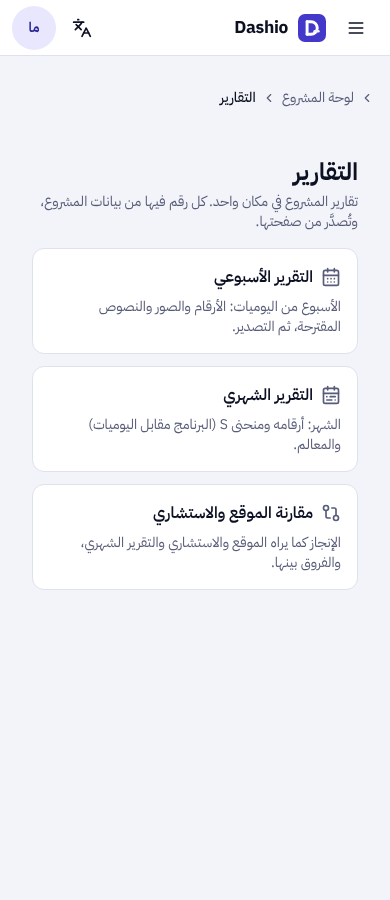 Dashio
ما
لوحة المشروع
التقارير
التقارير
تقارير المشروع في مكان واحد. كل رقم فيها من بيانات المشروع،
وتُصدَّر من صفحتها.
التقرير الأسبوعي
الأسبوع من اليوميات: الأرقام والصور والنصوص
المقترحة، ثم التصدير.
التقرير الشهري
الشهر: أرقامه ومنحنى S (البرنامج مقابل اليوميات)
والمعالم.
مقارنة الموقع والاستشاري
الإنجاز كما يراه الموقع والاستشاري والتقرير الشهري،
والفروق بينها.